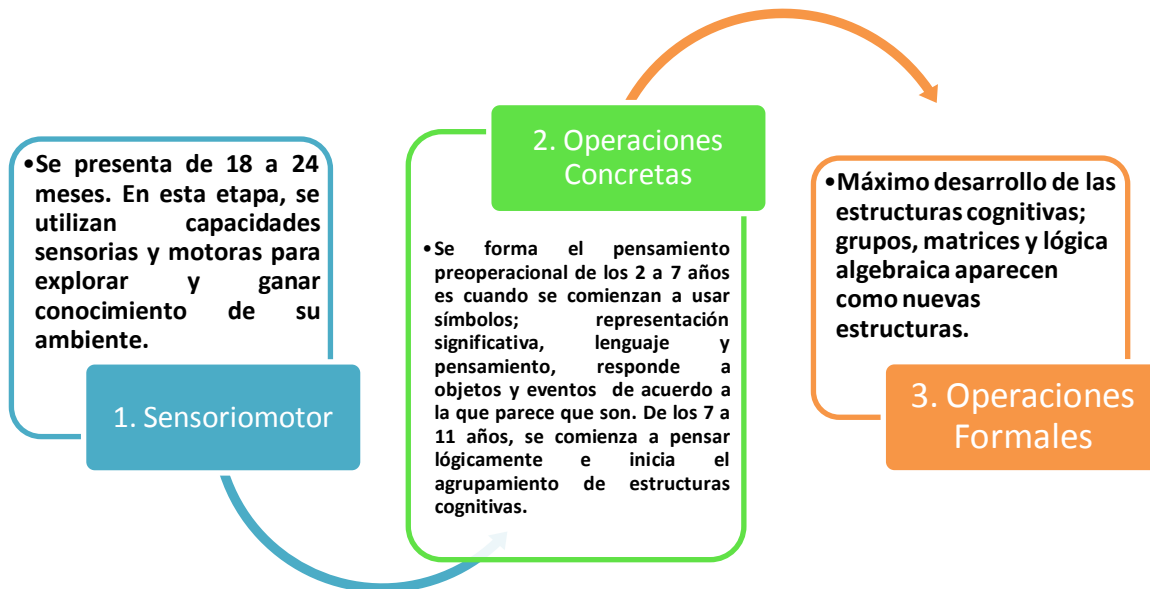 •Se presenta de 18 a 24
meses. En esta etapa, se
utilizan capacidades
sensorias y motoras para
explorar y ganar
conocimiento de su
ambiente.
1. Sensoriomotor
2. Operaciones
Concretas
•Se forma el pensamiento
preoperacional de los 2 a 7 años
es cuando se comienzan a usar
símbolos; representación
significativa, lenguaje y
pensamiento, responde a
objetos y eventos de acuerdo a
la que parece que son. De los 7 a
11 años, se comienza a pensar
lógicamente e inicia el
agrupamiento de estructuras
cognitivas.
•Máximo desarrollo de las
estructuras cognitivas;
grupos, matrices y lógica
algebraica aparecen
como nuevas
estructuras.
3. Operaciones
Formales